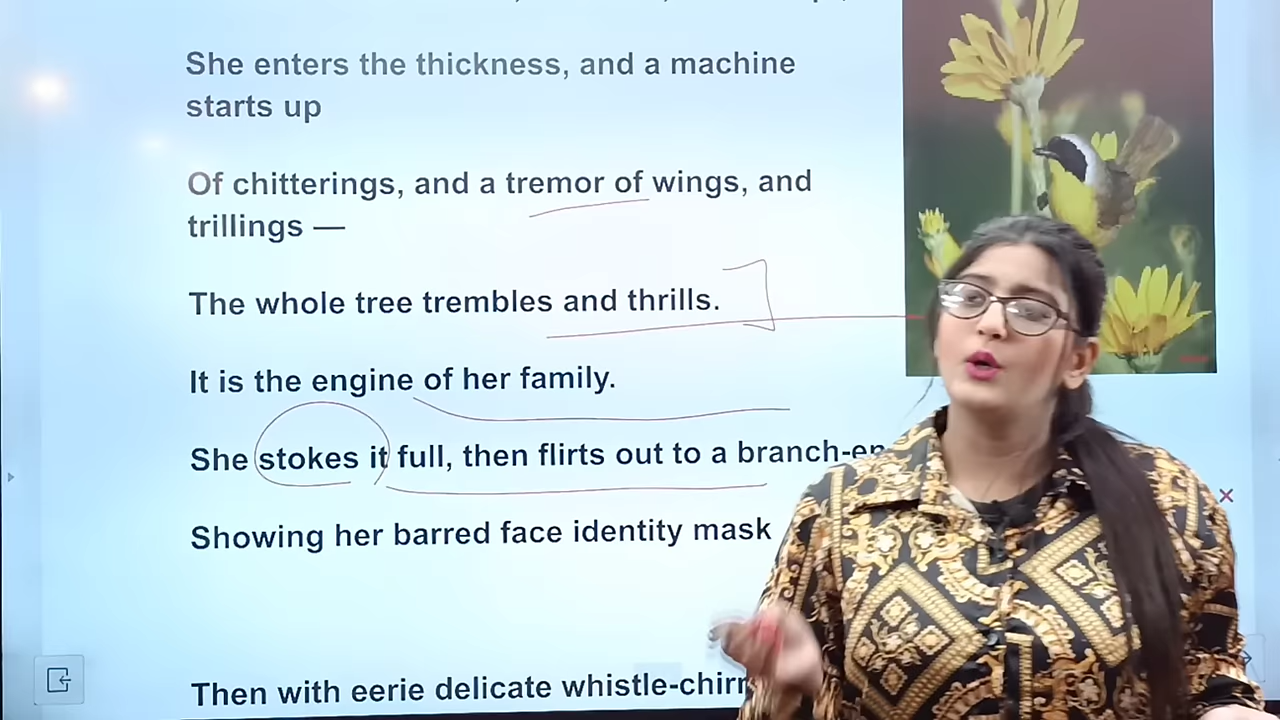 She enters the thickness, and a machine
starts up
Of chitterings, and a tremor of wings, and
trillings —
The whole tree trembles and thrills.
It is the engine of her family.
She stokes it full, then flirts out to a
Showing her barred face identity mask
Then with eerie delicate